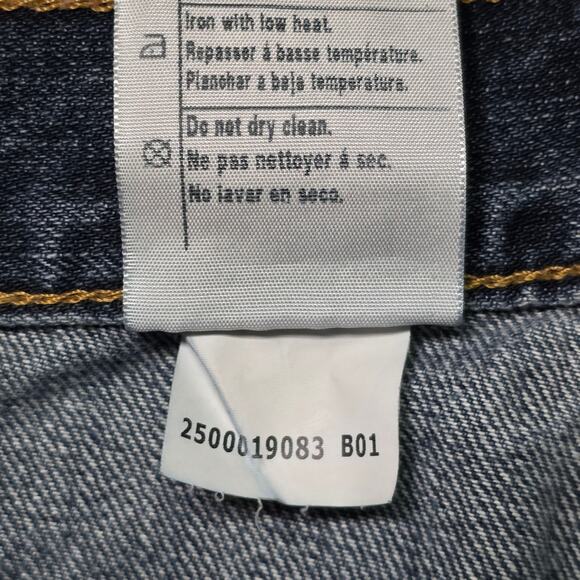 Iron with low heat.
Repasser à basse température.
Planchar a baja temperatura.
Do not dry clean.
Ne pas nettoyer á sec.
No lavar en seco.
2500019083 B01